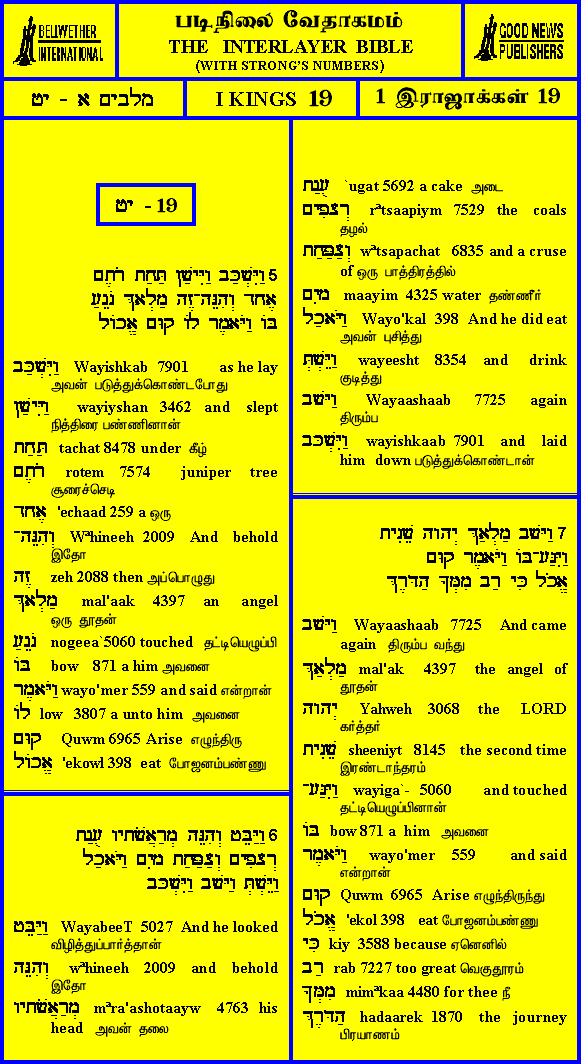 BELLWETHER
INTERNATIONAL
படிநிலை வேதாகமம்
THE INTERLAYER BIBLE
(WITH STRONG'S NUMBERS)
GOOD NEWS
PUBLISHERS
מלכים א - יט
I KINGS 19
1 இராஜாக்கள் 19
יט - 19
5 וַיִּשְׁכַּב וַיִּישַׁן תַּחַת רֹתֶם
אֶחָד וְהִנֵּה־זֶה מַלְאָךְ נֹגֵעַ
בּוֹ וַיֹּאמֶר לוֹ קוּם אֱכוֹל
וַיִּשְׁכַּב Wayishkab 7901 as he lay
அவன் படுத்துக்கொண்டபோது
וַיִּישַׁן wayiyshan 3462 and slept
நித்திரை பண்ணினான்
תַּחַת tachat 8478 under கீழ்
רֹתֶם rotem 7574 juniper tree
சூரைச்செடி
אֶחָד 'echaad 259 a ஒரு
וְהִנֵּה־ Wªhineeh 2009 And behold
இதோ
זֶה zeh 2088 then அப்பொழுது
מַלְאָךְ mal'aak 4397 an angel
ஒரு தூதன்
נֹגֵעַ nogeea`5060 touched தட்டியெழுப்பி
בּוֹ bow 871 a him அவனை
וַיֹּאמֶר wayo'mer 559 and said என்றான்
לוֹ low 3807 a unto him அவனை
קוּם Quwm 6965 Arise எழுந்திரு
אֱכוֹל 'ekowl 398 eat போஜனம்பண்ணு
6 וַיַּבֵּט וְהִנֵּה מְרַאֲשֹׁתָיו עֻגַת
רְצָפִים וְצַפַּחַת מָיִם וַיֹּאכַל
וַיֵּשְׁתְּ וַיָּשָׁב וַיִּשְׁכָּב
וַיַּבֵּט WayabeeT 5027 And he looked
விழித்துப்பார்த்தான்
וְהִנֵּה wªhineeh 2009 and behold
இதோ
מְרַאֲשֹׁתָיו mªra'ashotaayw 4763 his
head அவன் தலை
עֻגַת `ugat 5692 a cake அடை
רְצָפִים rªtsaapiym 7529 the coals
தழல்
וְצַפַּחַת wªtsapachat 6835 and a cruse
of ஒரு பாத்திரத்தில்
מָיִם maayim 4325 water தண்ணீர்
וַיֹּאכַל Wayo'kal 398 And he did eat
அவன் புசித்து
וַיֵּשְׁתְּ wayeesht 8354 and drink
குடித்து
וַיָּשָׁב Wayaashaab 7725 again
திரும்ப
וַיִּשְׁכָּב wayishkaab 7901 and laid
him down படுத்துக்கொண்டான்
7 וַיָּשָׁב מַלְאַךְ יְהוָה שֵׁנִית
וַיִּגַּע־בּוֹ וַיֹּאמֶר קוּם
אֱכֹל כִּי רַב מִמְּךָ הַדָּרֶךְ
וַיָּשָׁב Wayaashaab 7725 And came
again திரும்ப வந்து
מַלְאַךְ mal'ak 4397 the angel of
தூதன்
יְהוָה Yahweh 3068 the LORD
கர்த்தர்
שֵׁנִית sheeniyt 8145 the second time
இரண்டாந்தரம்
וַיִּגַּע־ wayiga`- 5060 and touched
தட்டியெழுப்பினான்
בּוֹ bow 871 a him அவனை
וַיֹּאמֶר wayo'mer 559 and said
என்றான்
קוּם Quwm 6965 Arise எழுந்திருந்து
אֱכֹל 'ekol 398 eat போஜனம்பண்ணு
כִּי kiy 3588 because ஏனெனில்
רַב rab 7227 too great வெகுதூரம்
מִמְּךָ mimªkaa 4480 for thee நீ
הַדָּרֶךְ hadaarek 1870 the journey
பிரயாணம்